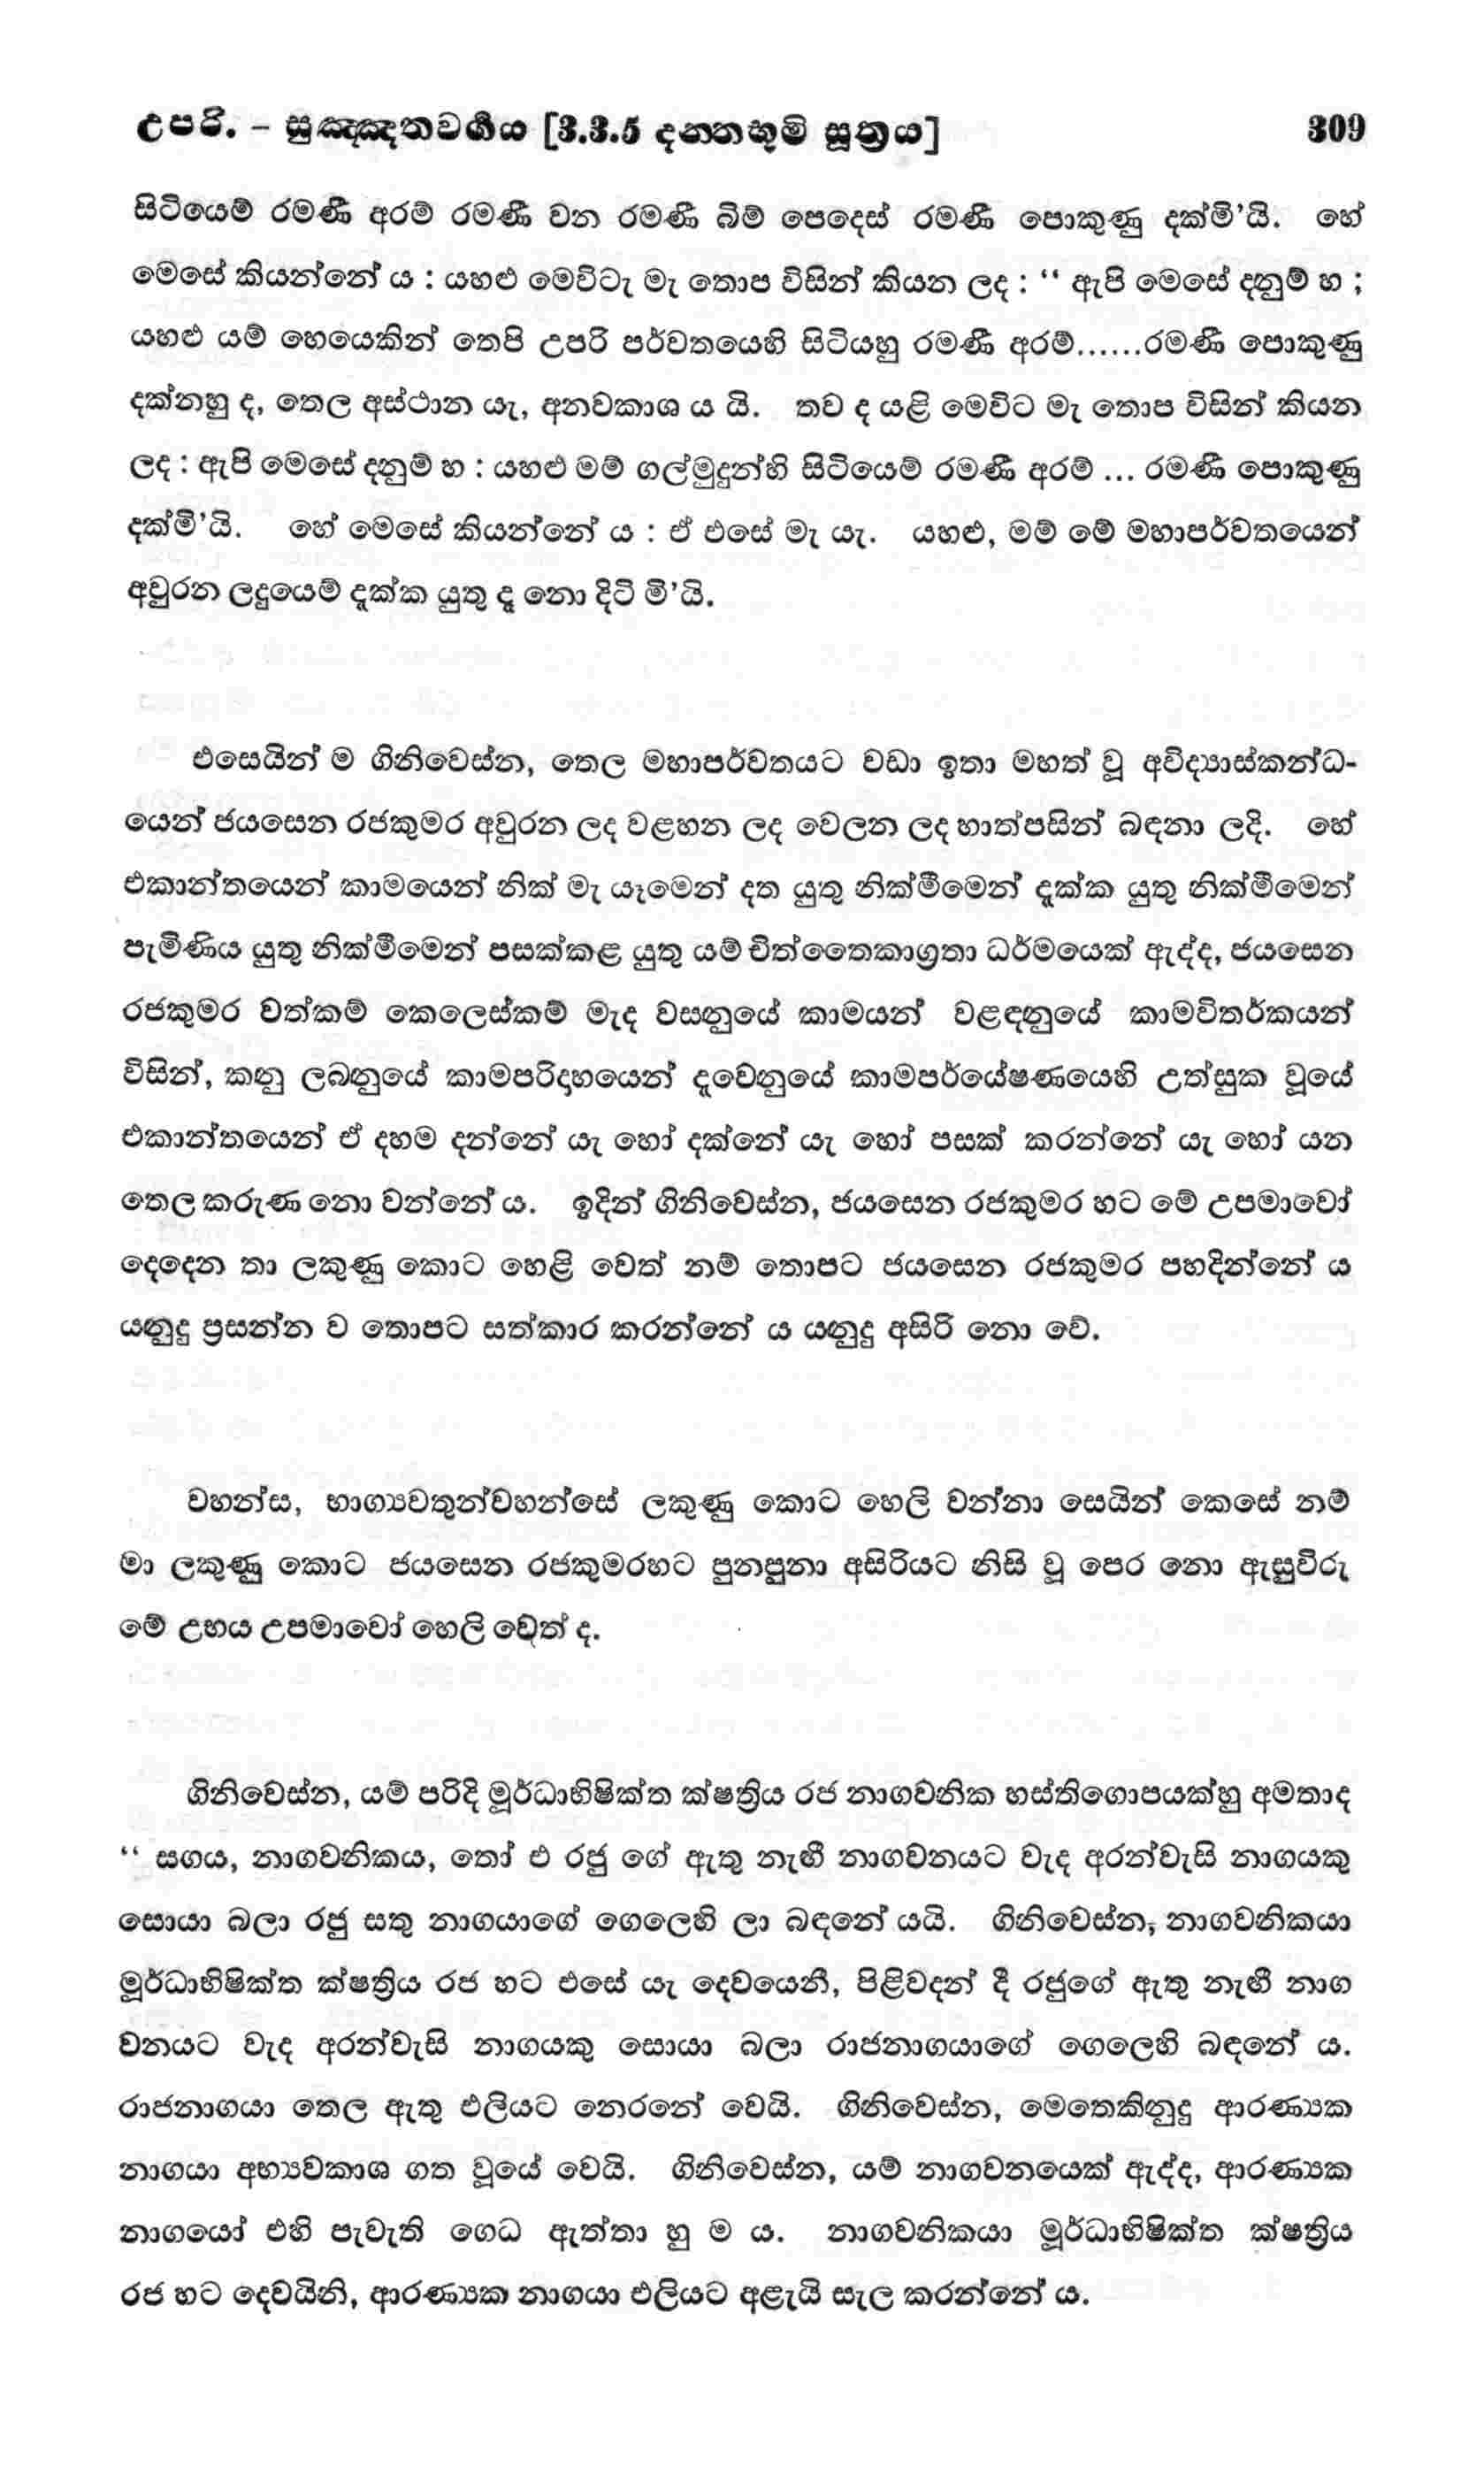 උපරි. – සුඤ්ඤතවර්‍ගය [3.3.5 දන්තභූමි සූත්‍රය] 309
සිටියෙම් රමණී අරම් රමණී වන රමණී බිම් පෙදෙස් රමණී පොකුණු දක්මි’යි. හේ
මෙසේ කියන්නේ ය : යහළු මෙවිටැ මැ තොප විසින් කියන ලද : “ ඇපි මෙසේ දනුම් හ ;
යහළු යම් හෙයෙකින් තෙපි උපරි පර්වතයෙහි සිටියහු රමණී අරම්......රමණී පොකුණු
දක්නහු ද, තෙල අස්ථාන යැ, අනවකාශ ය යි. තව ද යළි මෙවිට මැ තොප විසින් කියන
ලද : ඇපි මෙසේ දනුම් හ : යහළු මම් ගල්මුදුන්හි සිටියෙම් රමණී අරම් ... රමණී පොකුණු
දක්මි’යි. හේ මෙසේ කියන්නේ ය : ඒ එසේ මැ යැ. යහළු, මම් මේ මහාපර්වතයෙන්
අවුරන ලදුයෙම් දැක්ක යුතු දෑ නො දිටි මි’යි.
එසෙයින් ම ගිනිවෙස්න, තෙල මහාපර්වතයට වඩා ඉතා මහත් වූ අවිද්‍යාස්කන්ධ-
යෙන් ජයසෙන රජකුමර අවුරන ලද වළහන ලද වෙලන ලද හාත්පසින් බඳනා ලදි. හේ
එකාන්තයෙන් කාමයෙන් නික් මැ යෑමෙන් දත යුතු නික්මීමෙන් දැක්ක යුතු නික්මීමෙන්
පැමිණිය යුතු නික්මීමෙන් පසක්කළ යුතු යම් චිත්තෛකාග්‍රතා ධර්මයෙක් ඇද්ද, ජයසෙන
රජකුමර වත්කම් කෙලෙස්කම් මැද වසනුයේ කාමයන් වළඳනුයේ කාමවිතර්කයන්
විසින්, කනු ලබනුයේ කාමපරිදාහයෙන් දැවෙනුයේ කාමපර්යේෂණයෙහි උත්සුක වූයේ
එකාන්තයෙන් ඒ දහම දන්නේ යැ හෝ දක්නේ යැ හෝ පසක් කරන්නේ යැ හෝ යන
තෙල කරුණ නො වන්නේ ය. ඉදින් ගිනිවෙස්න, ජයසෙන රජකුමර හට මේ උපමාවෝ
දෙදෙන තා ලකුණු කොට හෙළි වෙත් නම් තොපට ජයසෙන රජකුමර පහදින්නේ ය
යනුදු ප්‍රසන්න ව තොපට සත්කාර කරන්නේ ය යනුදු අසිරි නො වේ.
වහන්ස, භාග්‍යවතුන්වහන්සේ ලකුණු කොට හෙලි වන්නා සෙයින් කෙසේ නම්
මා ලකුණු කොට ජයසෙන රජකුමරහට පුනපුනා අසිරියට නිසි වූ පෙර නො ඇසුවිරු
මේ උභය උපමාවෝ හෙලි වෙත් ද.
ගිනිවෙස්න, යම් පරිදි මූර්ධාභිෂික්ත ක්ෂත්‍රිය රජ නාගවනික හස්තිගොපයක්හු අමතාද
“ සගය, නාගවනිකය, තෝ එ රජු ගේ ඇතු නැඟී නාගවනයට වැද අරන්වැසි නාගයකු
සොයා බලා රජු සතු නාගයාගේ ගෙලෙහි ලා බඳනේ යයි. ගිනිවෙස්න, නාගවනිකයා
මූර්ධාභිෂික්ත ක්ෂත්‍රිය රජ හට එසේ යැ දෙවයෙනී, පිළිවදන් දී රජුගේ ඇතු නැඟී නාග
වනයට වැද අරන්වැසි නාගයකු සොයා බලා රාජනාගයාගේ ගෙලෙහි බඳනේ ය.
රාජනාගයා තෙල ඇතු එලියට නෙරනේ වෙයි. ගිනිවෙස්න, මෙතෙකිනුදු ආරණ්‍යක
නාගයා අභ්‍යවකාශ ගත වූයේ වෙයි. ගිනිවෙස්න, යම් නාගවනයෙක් ඇද්ද, ආරණ්‍යක
නාගයෝ එහි පැවැති ගෙධ ඇත්තා හු ම ය. නාගවනිකයා මූර්ධාභිෂික්ත ක්ෂත්‍රිය
රජ හට දෙවයිනි, ආරණ්‍යක නාගයා එලියට අළැයි සැල කරන්නේ ය.